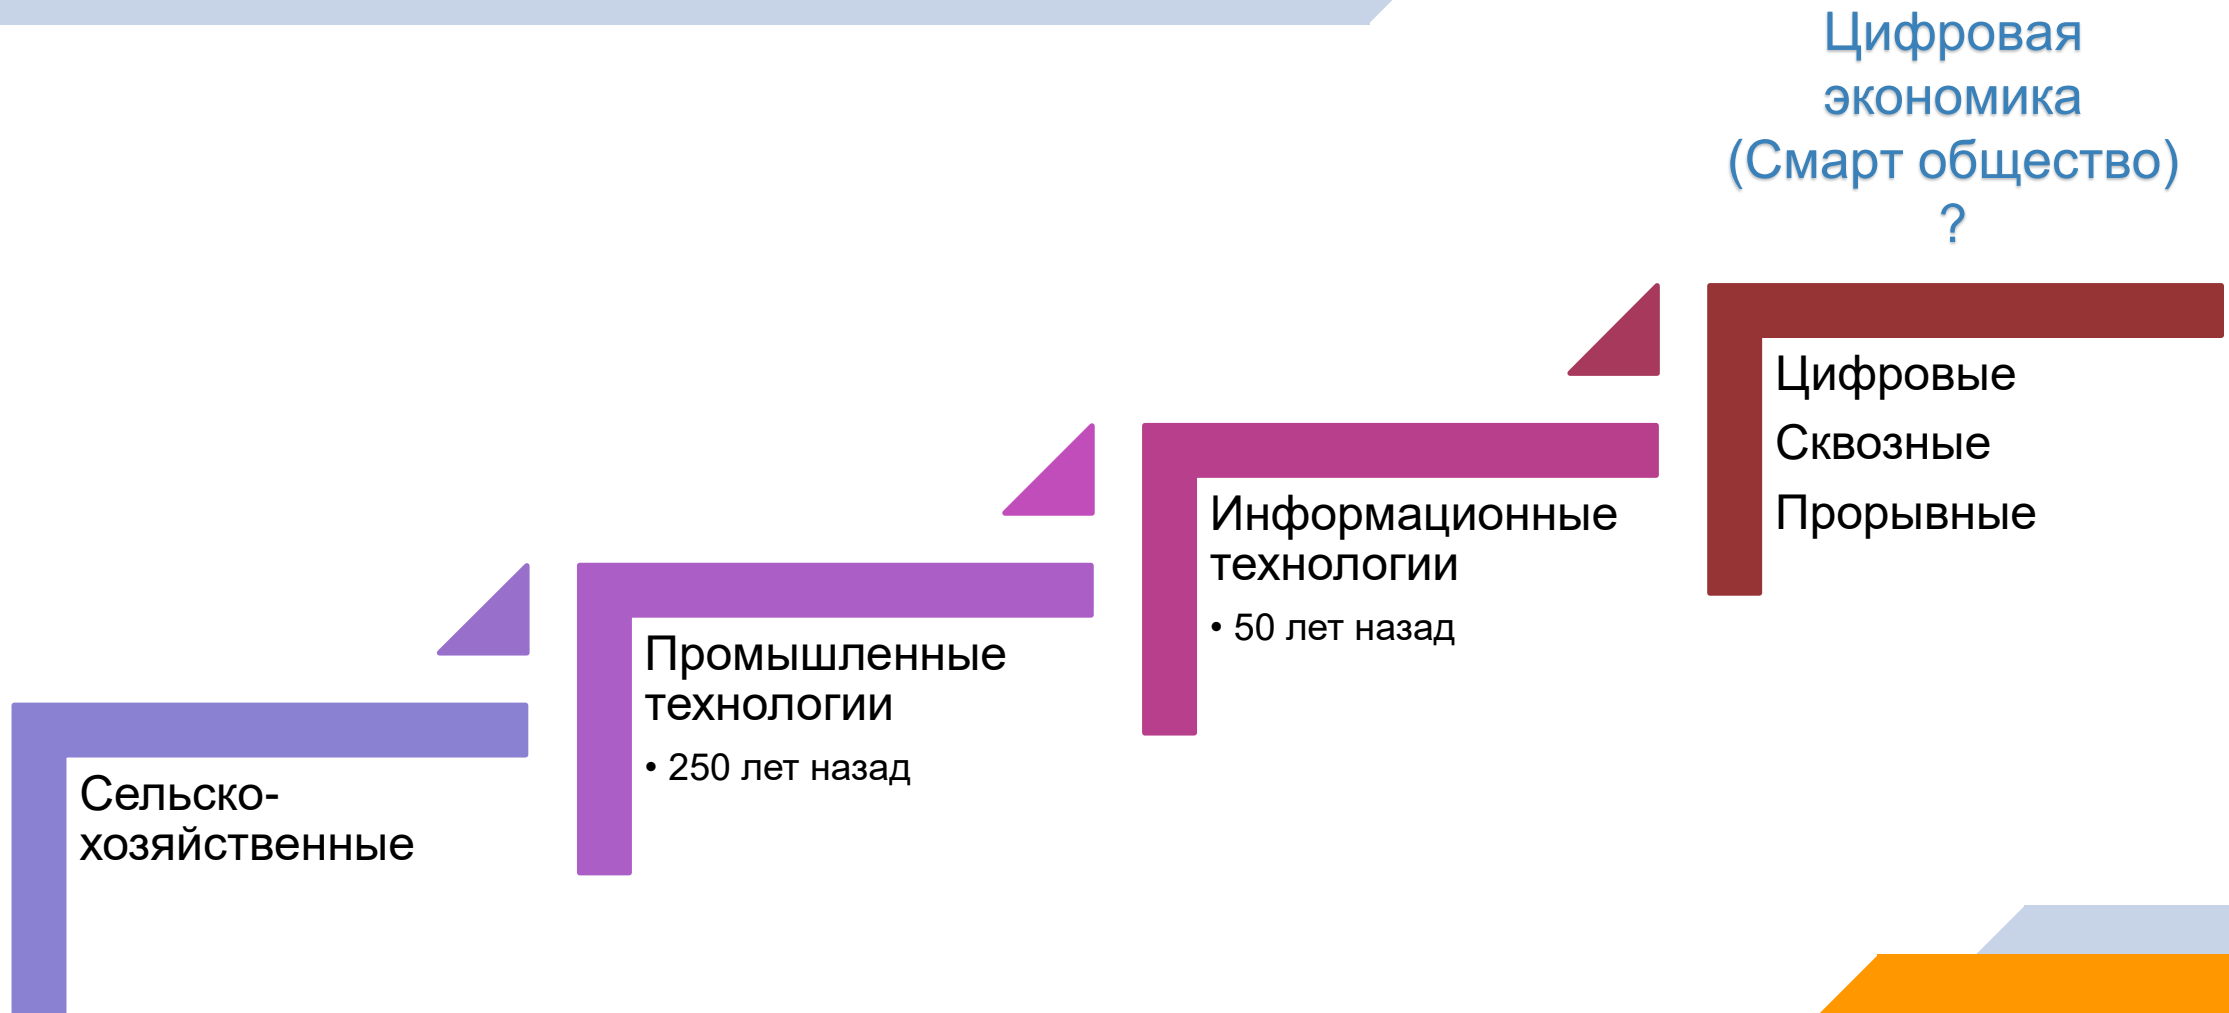 Цифровая
экономика
(Смарт общество)
?
Цифровые
Сквозные
Прорывные
Информационные
технологии
• 50 лет назад
Промышленные
технологии
• 250 лет назад
Сельско-
хозяйственные